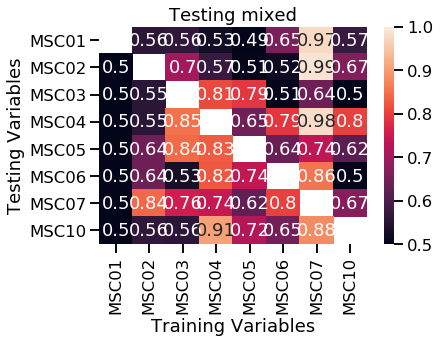 Testing mixed
MSC01 0.56 0.56 0.53 0.49 0.65 0.97 0.57
MSC02 0.5 0.7 0.57 0.51 0.52 0.99 0.67
MSC03 0.5 0.55 0.81 0.79 0.51 0.64 0.5
MSC04 0.5 0.55 0.85 0.65 0.79 0.98 0.8
MSC05 0.5 0.64 0.84 0.83 0.64 0.74 0.62
MSC06 0.5 0.64 0.53 0.82 0.74 0.86 0.5
MSC07 0.5 0.84 0.76 0.74 0.62 0.8 0.67
MSC10 0.5 0.56 0.56 0.91 0.72 0.65 0.88
MSC01 MSC02 MSC03 MSC04 MSC05 MSC06 MSC07 MSC10
Training Variables
Testing Variables
1.0
0.9
0.8
0.7
0.6
0.5